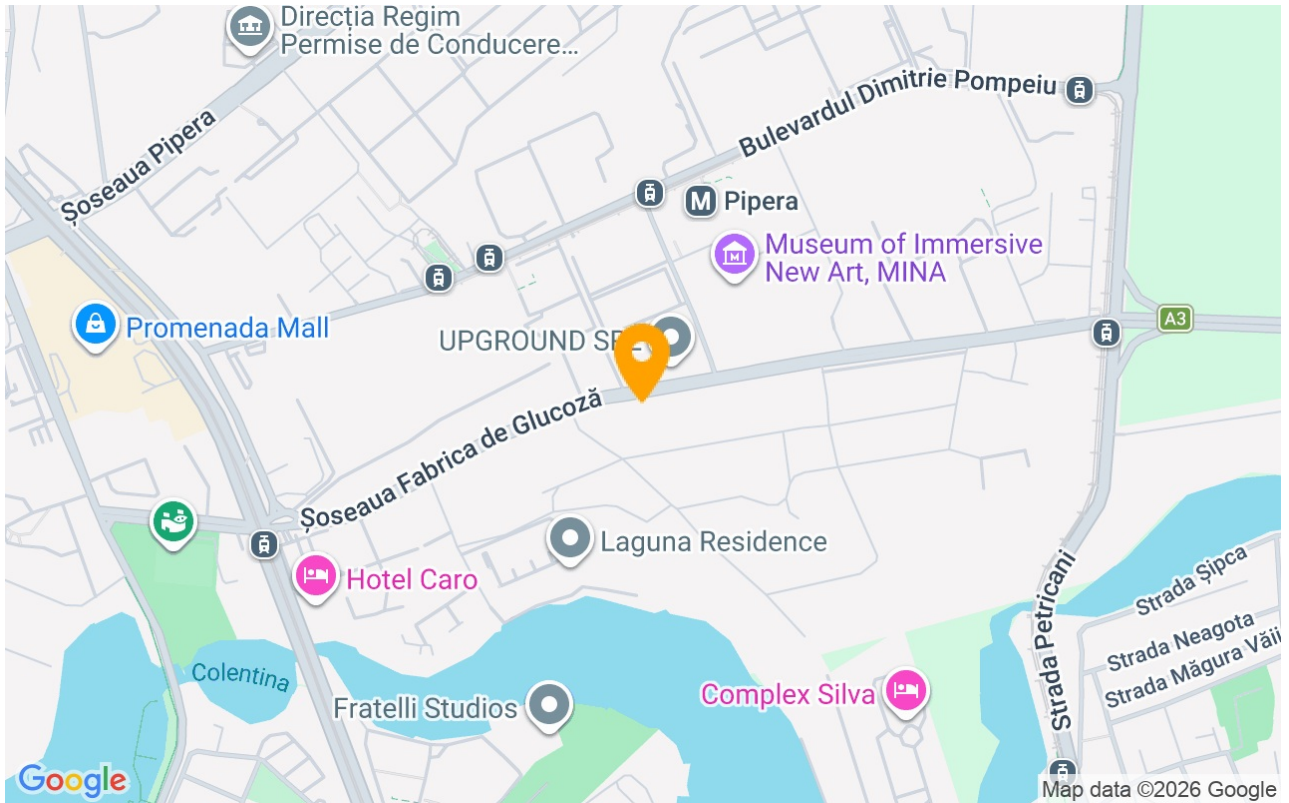 Direcția Regim
Permise de Conducere...
Șoseaua Pipera
Bulevardul Dimitrie Pompeiu
M Pipera
Museum of Immersive
New Art, MINA
Promenada Mall
UPGROUND
A3
Șoseaua Fabrica de Glucoză
Laguna Residence
Hotel Caro
Strada Petricani
Strada Șipca
Strada Neagota
Strada Măgura Văii
Colentina
Complex Silva
Fratelli Studios
Google
Map data ©2026 Google